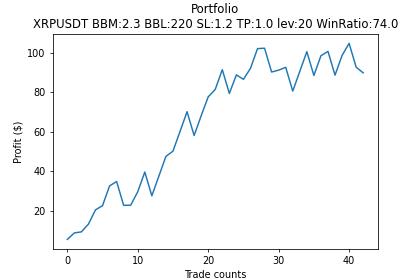 Portfolio
XRPUSDT BBM:2.3 BBL:220 SL:1.2 TP:1.0 lev:20 WinRatio:74.0
100
80
60
40
20
Profit ($)
0
10
20
30
40
Trade counts